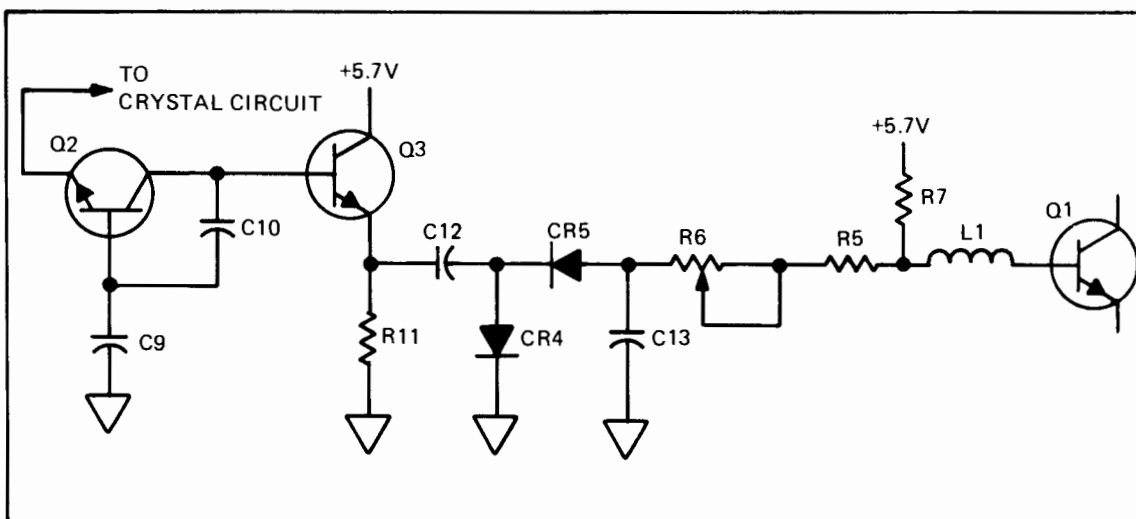 TO
CRYSTAL CIRCUIT
+5.7V
Q2
Q3
+5.7V
R7
Q1
C10
C12
CR5
R6
R5
L1
C9
R11
CR4
C13